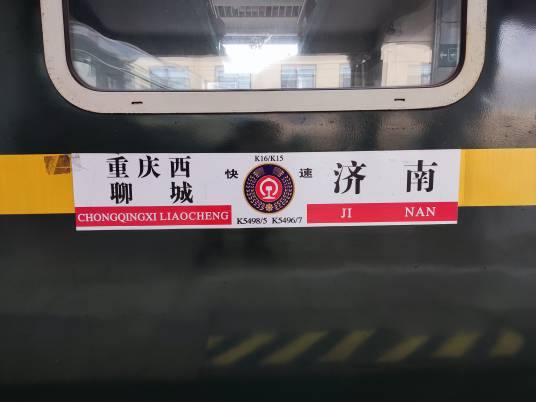 重庆西
聊城
CHONGQINGXI LIAOCHENG
K16/K15
快 速
K5498/5 K5496/7
济 南
JI NAN